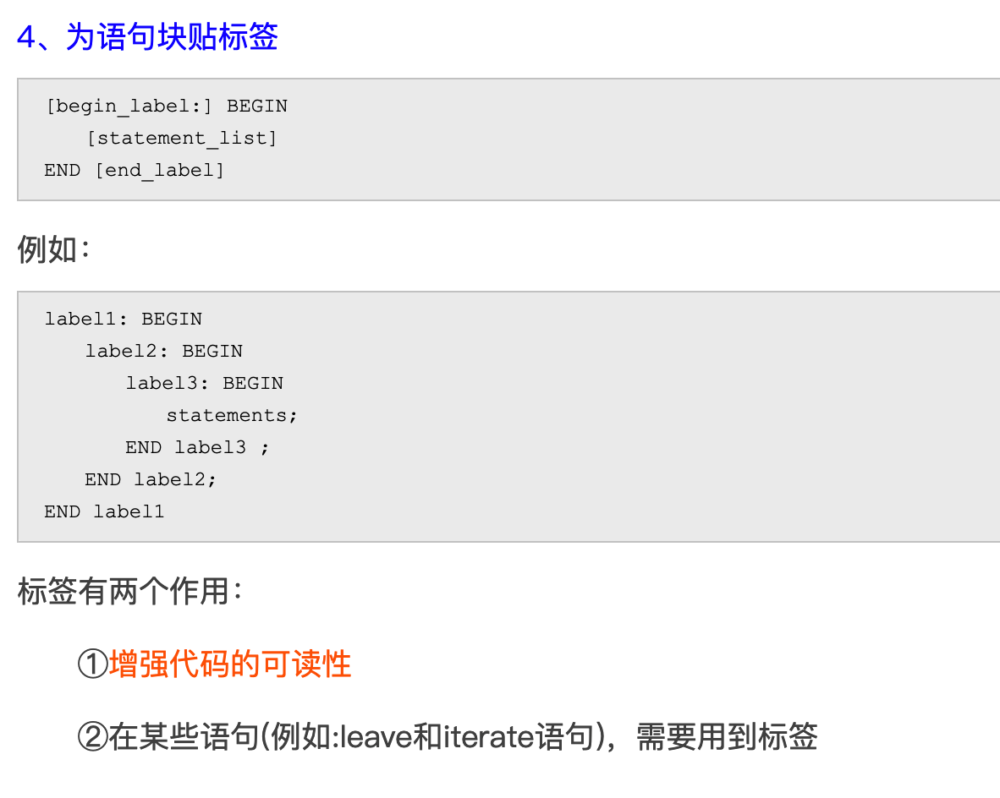 4、为语句块贴标签
[begin_label:] BEGIN
[statement_list]
END [end_label]
例如：
label1: BEGIN
label2: BEGIN
label3: BEGIN
statements;
END label3 ;
END label2;
END label1
标签有两个作用：
①增强代码的可读性
②在某些语句(例如:leave和iterate语句)，需要用到标签